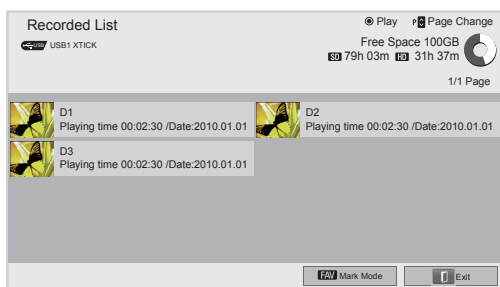 Recorded List
◉ Play P Page Change
USB USB1 XTICK
Free Space 100GB
SD 79h 03m HD 31h 37m
1/1 Page
D1
Playing time 00:02:30 /Date:2010.01.01
D2
Playing time 00:02:30 /Date:2010.01.01
D3
Playing time 00:02:30 /Date:2010.01.01
FAV Mark Mode
Exit